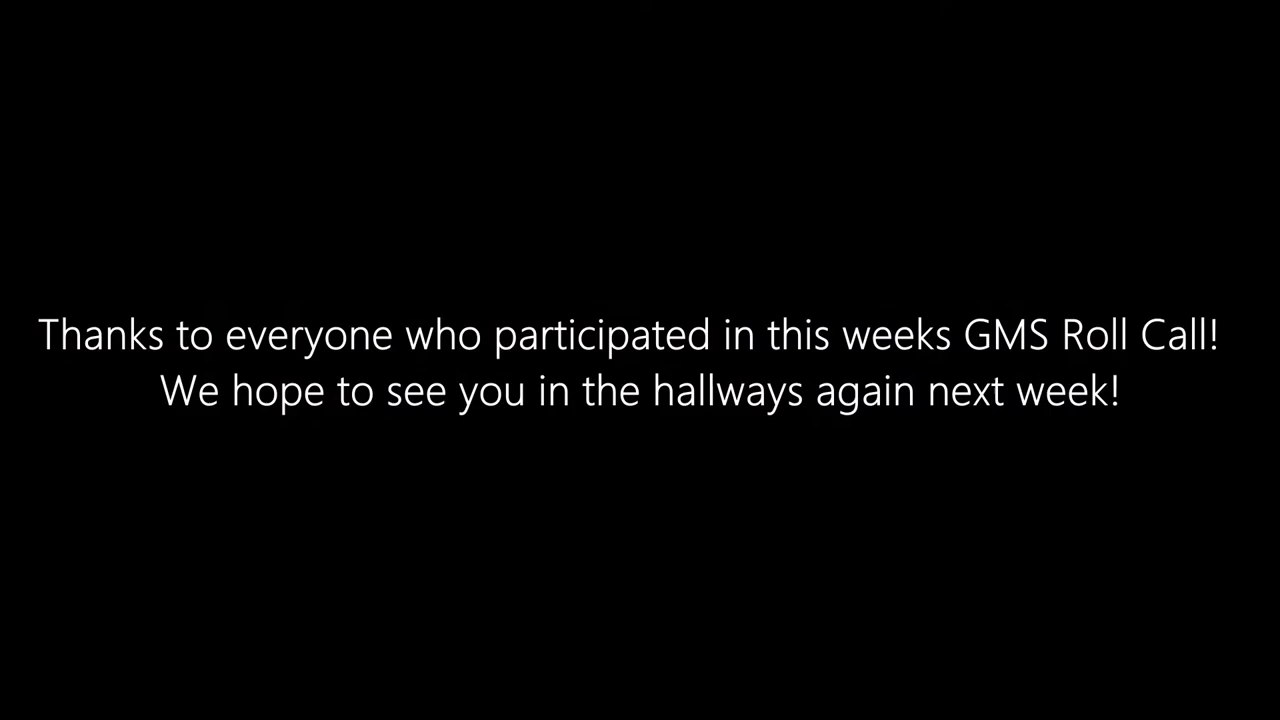 Thanks to everyone who participated in this weeks GMS Roll Call!
We hope to see you in the hallways again next week!